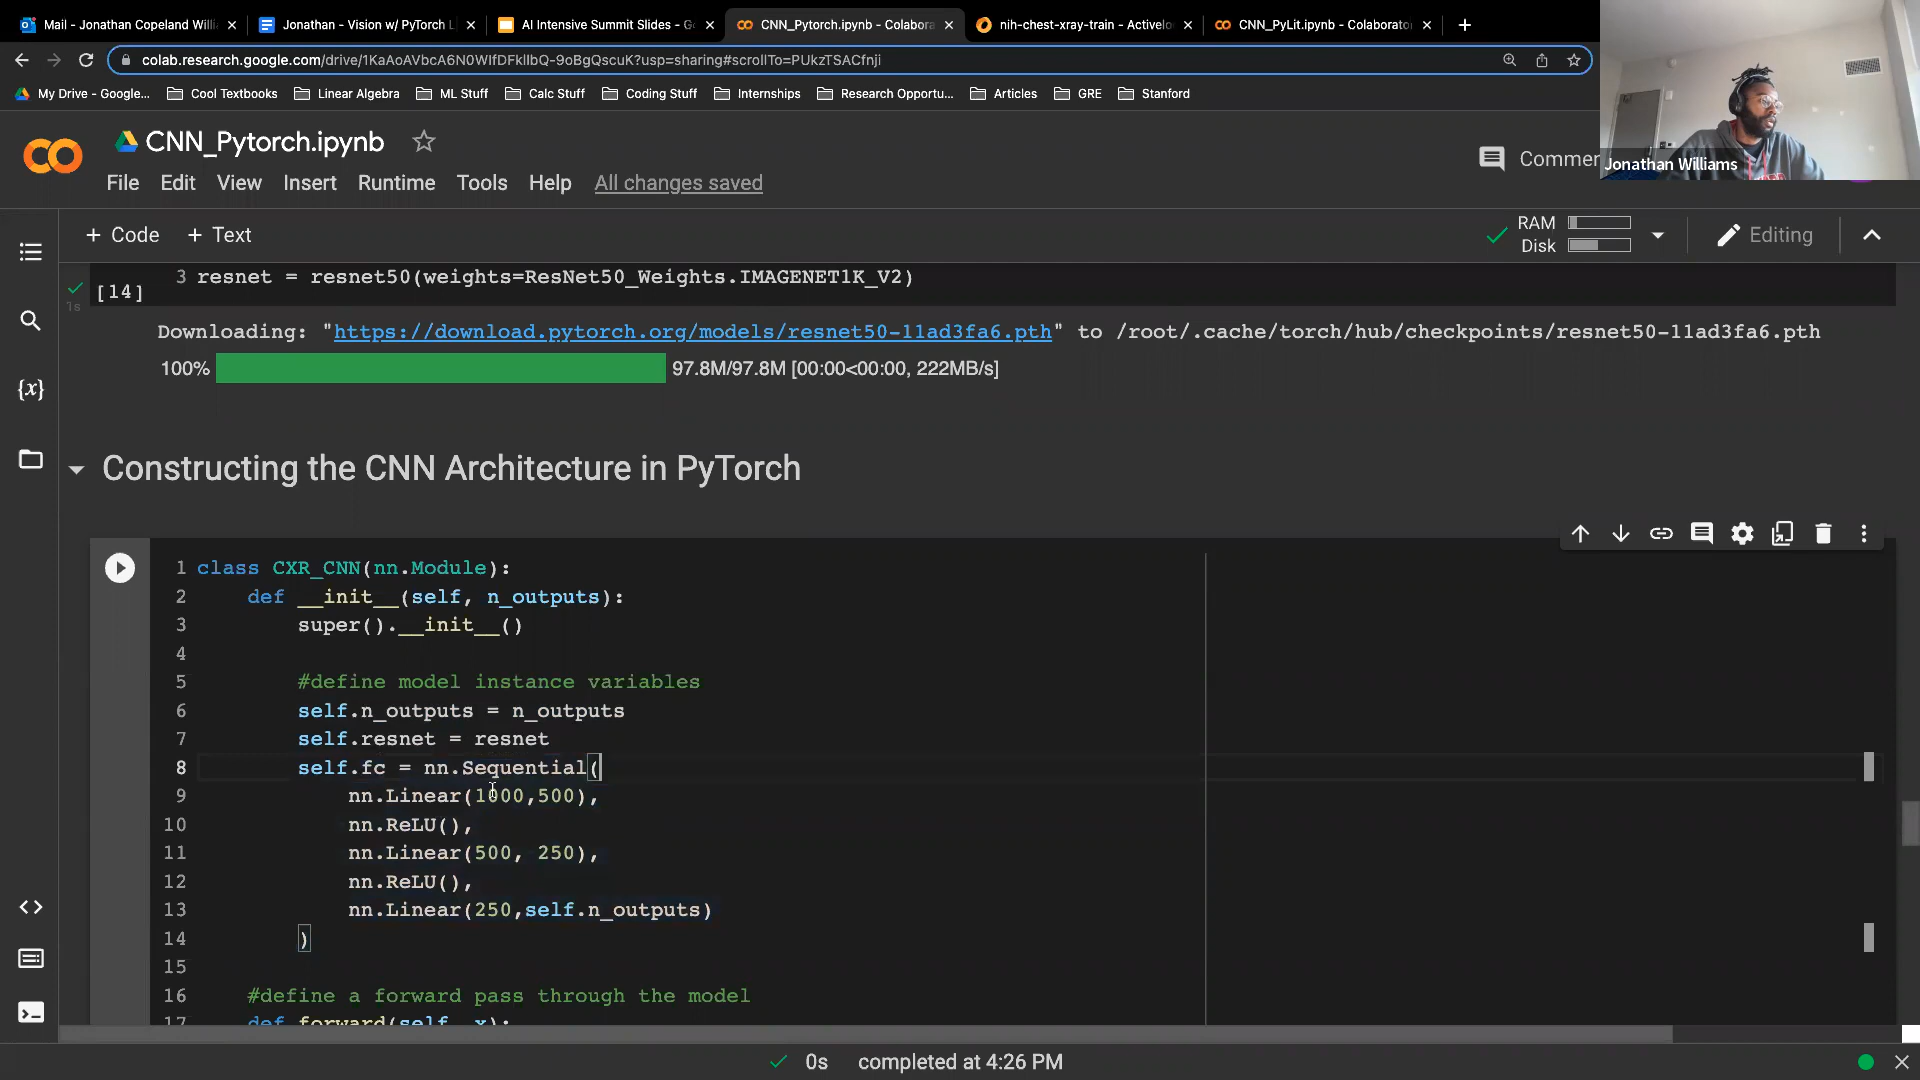 Mail - Jonathan Copeland Willi
Jonathan - Vision w/ PyTorch L
AI Intensive Summit Slides - Go
CNN_Pytorch.ipynb - Colabora
nih-chest-xray-train - Activelo
CNN_PyLit.ipynb - Colaborato
colab.research.google.com/drive/1KaAoAVbcA6N0WIfDFkIIbQ-9oBgQscuK?usp=sharing#scrollTo=PUkzTSACfnji
My Drive - Google...
Cool Textbooks
Linear Algebra
ML Stuff
Calc Stuff
Coding Stuff
Internships
Research Opportu...
Articles
GRE
Stanford
CNN_Pytorch.ipynb
Commen
Jonathan Williams
File Edit View Insert Runtime Tools Help All changes saved
+ Code + Text
RAM
Disk
Editing
3 resnet = resnet50(weights=ResNet50_Weights.IMAGENET1K_V2)
[14]
1s
Downloading: "https://download.pytorch.org/models/resnet50-11ad3fa6.pth" to /root/.cache/torch/hub/checkpoints/resnet50-11ad3fa6.pth
100% 97.8M/97.8M [00:00<00:00, 222MB/s]
{x}
Constructing the CNN Architecture in PyTorch
1 class CXR_CNN(nn.Module):
2 def __init__(self, n_outputs):
3 super().__init__()
4
5 #define model instance variables
6 self.n_outputs = n_outputs
7 self.resnet = resnet
8 self.fc = nn.Sequential(
9 nn.Linear(1000,500),
10 nn.ReLU(),
11 nn.Linear(500, 250),
12 nn.ReLU(),
13 nn.Linear(250,self.n_outputs)
14 )
15
16 #define a forward pass through the model
17 def forward(self, x):
0s completed at 4:26 PM